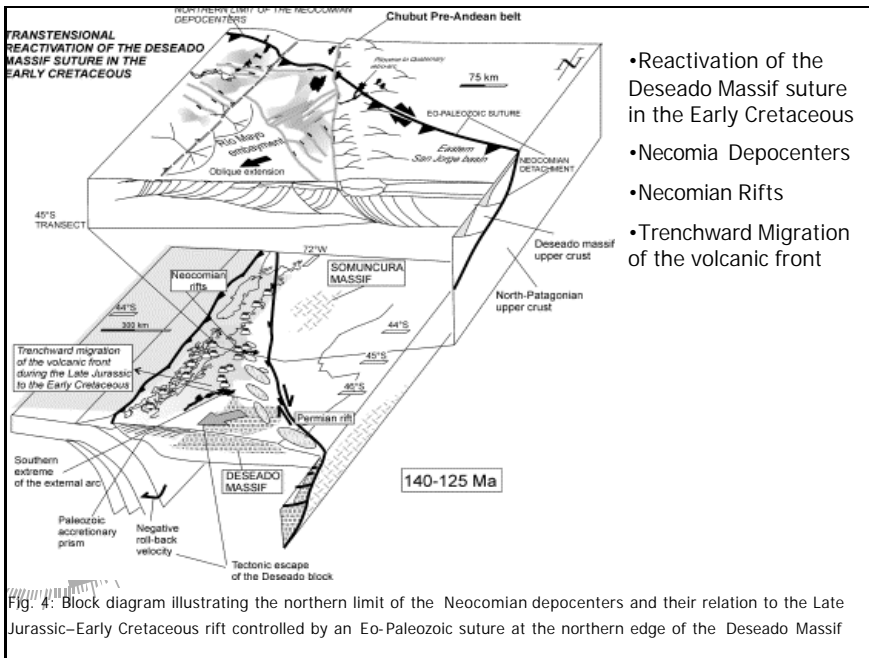 NORTHERN LIMIT OF THE NEOCOMIAN
DEPOCENTERS
Chubut Pre-Andean belt
TRANSTENSIONAL
REACTIVATION OF THE DESEADO
MASSIF SUTURE IN THE
EARLY CRETACEOUS
Pliocene to Quaternary
75 km
N
EO-PALEOZOIC SUTURE
Río Mayo
embayment
Oblique extension
Eastern
San Jorge basin
NEOCOMIAN
DETACHMENT
45°S
TRANSECT
Deseado massif
upper crust
North-Patagonian
upper crust
72°W
Neocomian
rifts
SOMUNCURA
MASSIF
44°S
300 km
44°S
45°S
46°S
Trenchward migration
of the volcanic front
during the Late Jurassic
to the Early Cretaceous
Permian rift
Southern
extreme
of the external arc
DESEADO
MASSIF
140-125 Ma
Paleozoic
accretionary
prism
Negative
roll-back
velocity
Tectonic escape
of the Deseado block
•Reactivation of the
Deseado Massif suture
in the Early Cretaceous
•Necomia Depocenters
•Necomian Rifts
•Trenchward Migration
of the volcanic front
Fig. 4: Block diagram illustrating the northern limit of the Neocomian depocenters and their relation to the Late
Jurassic–Early Cretaceous rift controlled by an Eo-Paleozoic suture at the northern edge of the Deseado Massif